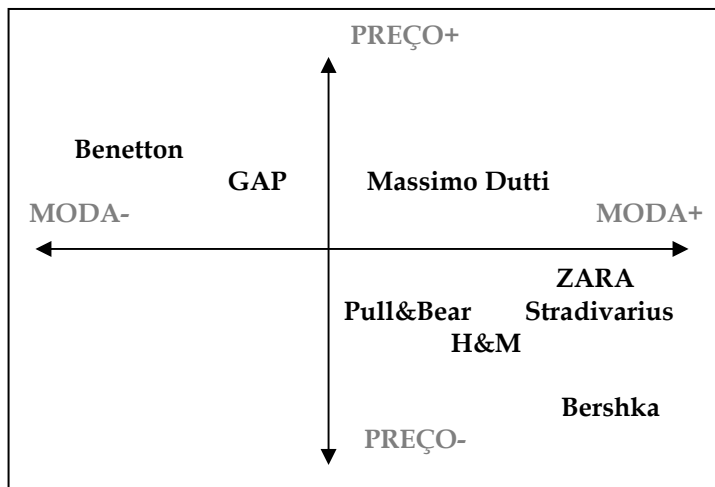 PREÇO+
Benetton
GAP Massimo Dutti
MODA- MODA+
ZARA
Pull&Bear Stradivarius
H&M
Bershka
PREÇO-